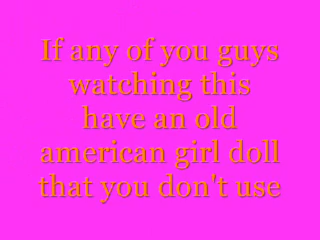 If any of you guys
watching this
have an old
american girl doll
that you don't use